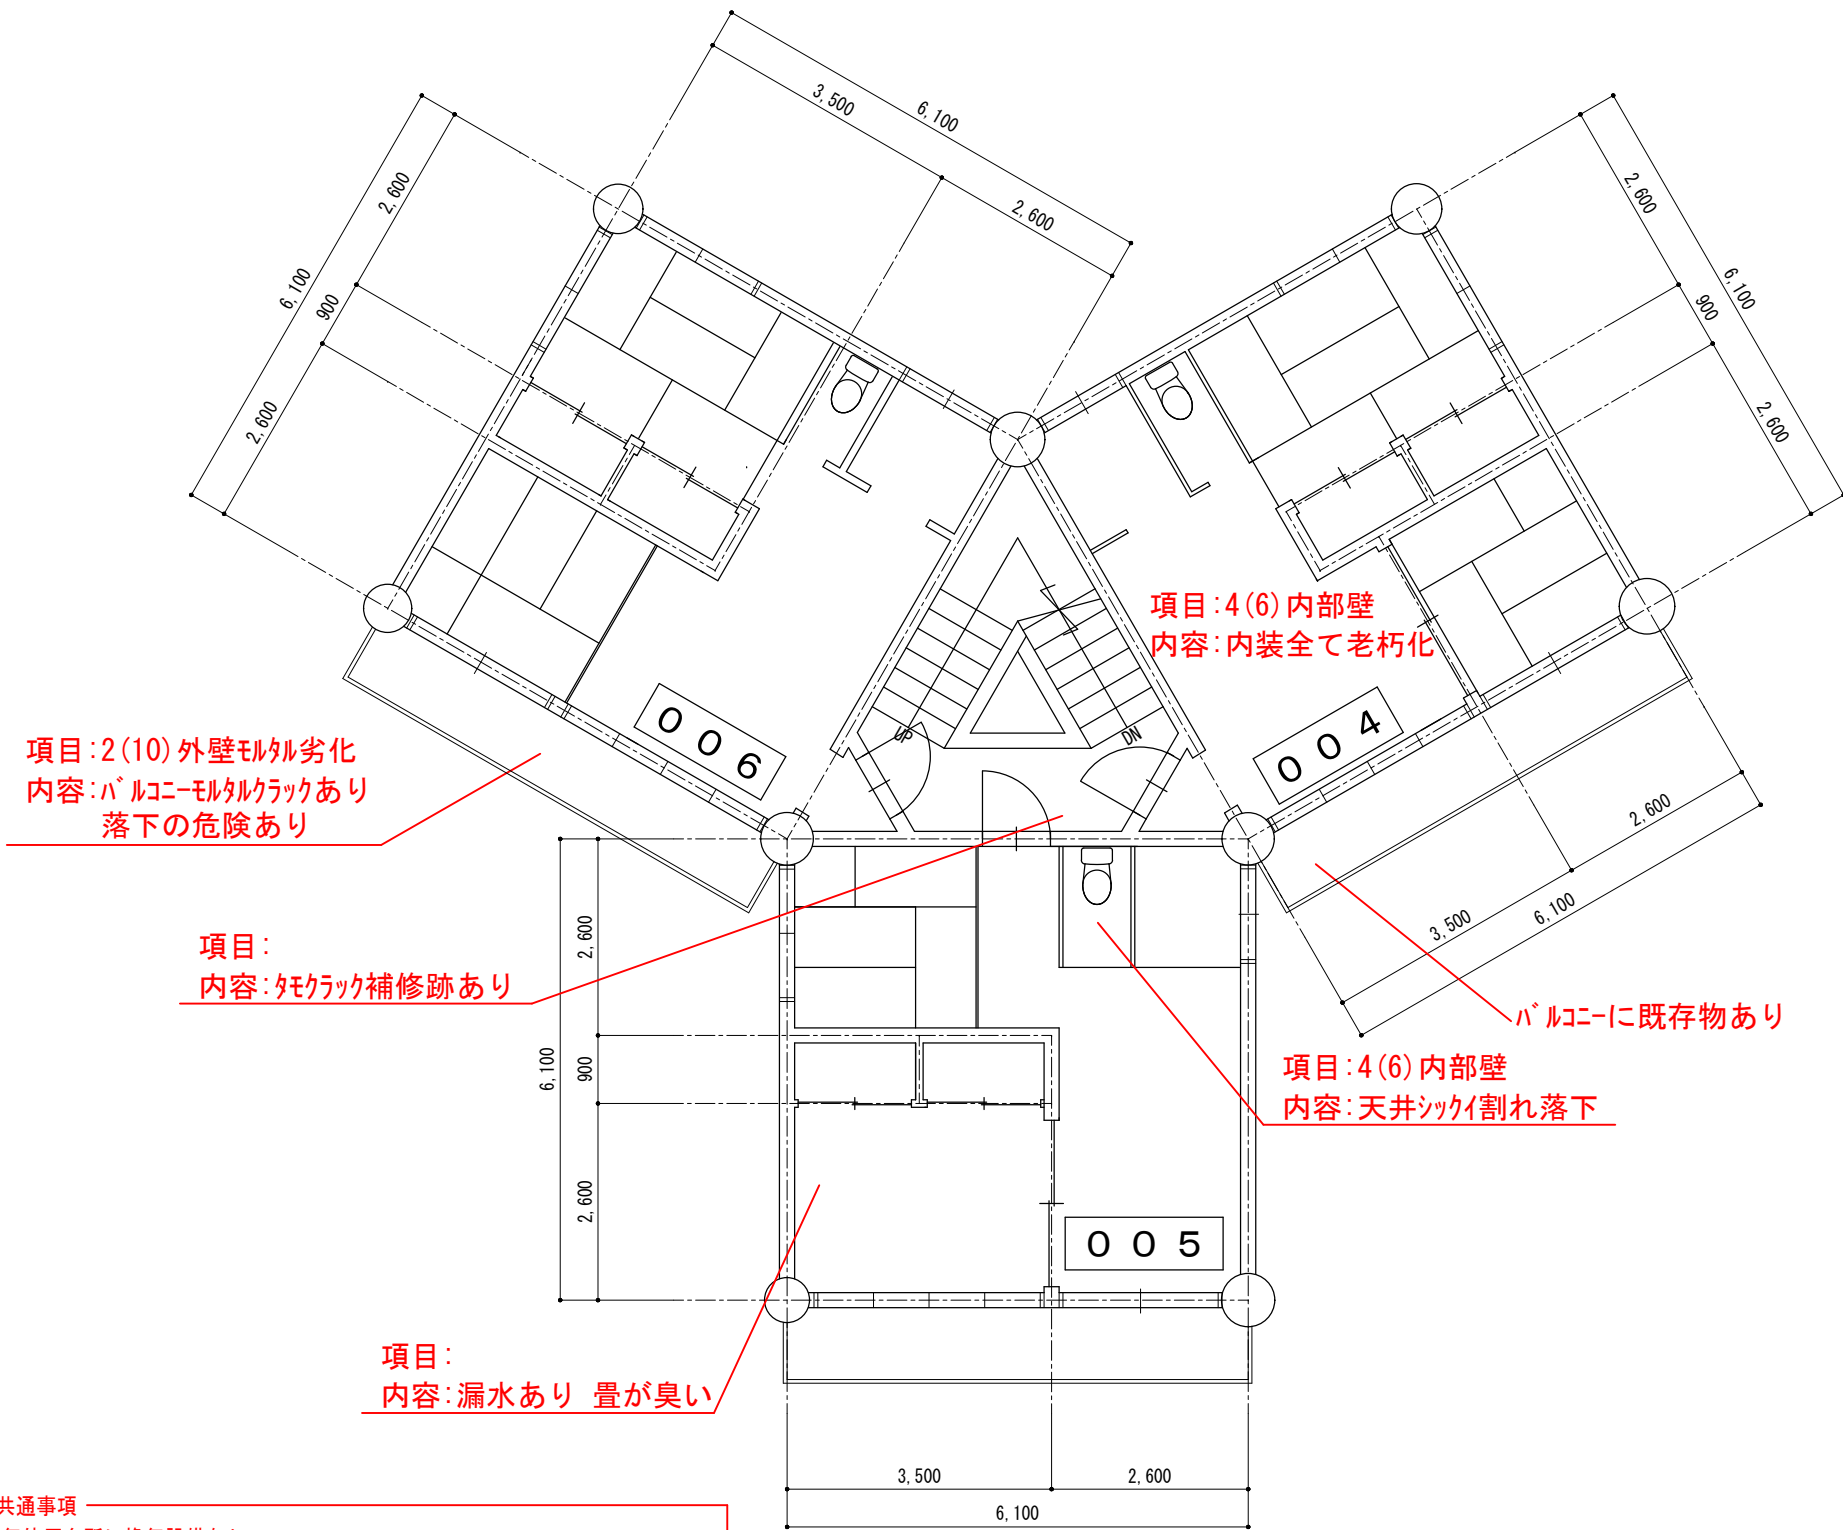 3,500
6,100
2,600
2,600
6,100
900
2,600
2,600
6,100
900
2,600
項目:4(6)内部壁
内容:内装全て老朽化
006
UP
DN
004
項目:2(10)外壁ﾓﾙﾀﾙ劣化
内容:ﾊﾞﾙｺﾆｰﾓﾙﾀﾙｸﾗｯｸあり
落下の危険あり
2,600
3,500
6,100
項目:
内容:ﾀﾓｸﾗｯｸ補修跡あり
2,600
6,100
900
2,600
ﾊﾞﾙｺﾆｰに既存物あり
項目:4(6)内部壁
内容:天井ｼｯｸｲ割れ落下
005
項目:
内容:漏水あり 畳が臭い
3,500
2,600
6,100
共通事項